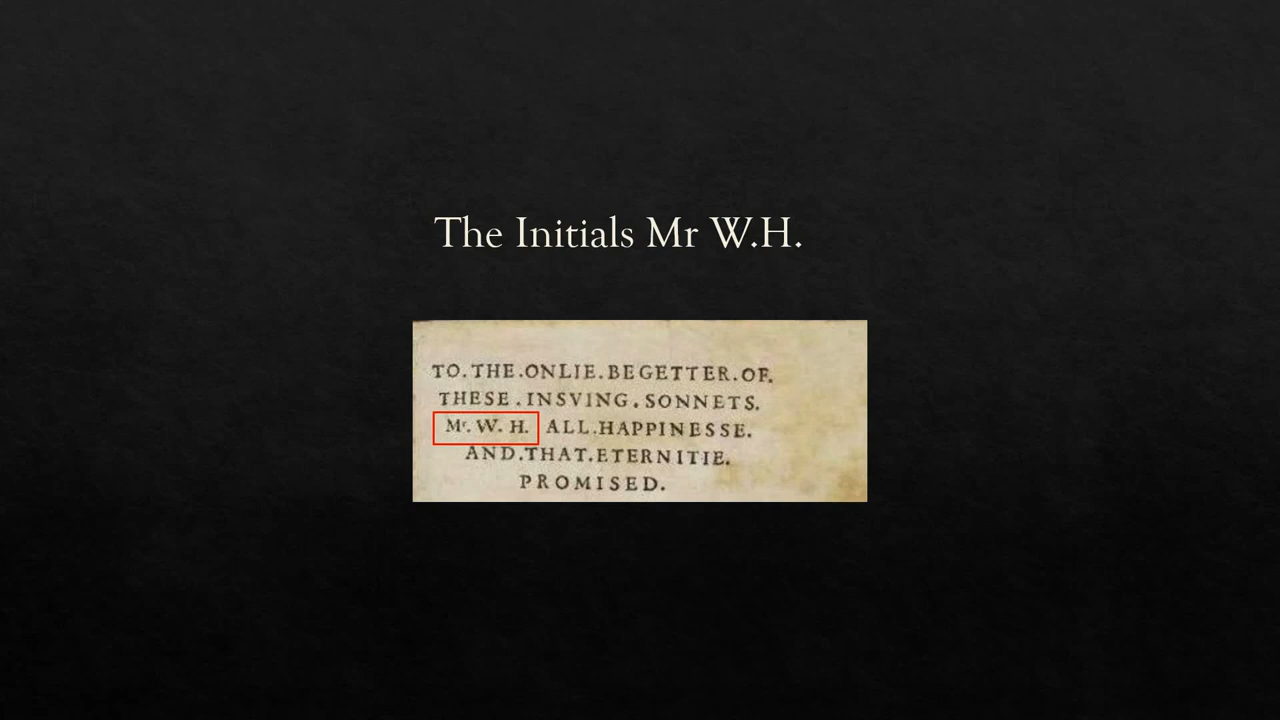 The Initials Mr W.H.
TO.THE.ONLIE.BEGETTER.OF.
THESE.INSVING.SONNETS.
Mr. W. H. ALL.HAPPINESSE.
AND.THAT.ETERNITIE.
PROMISED.